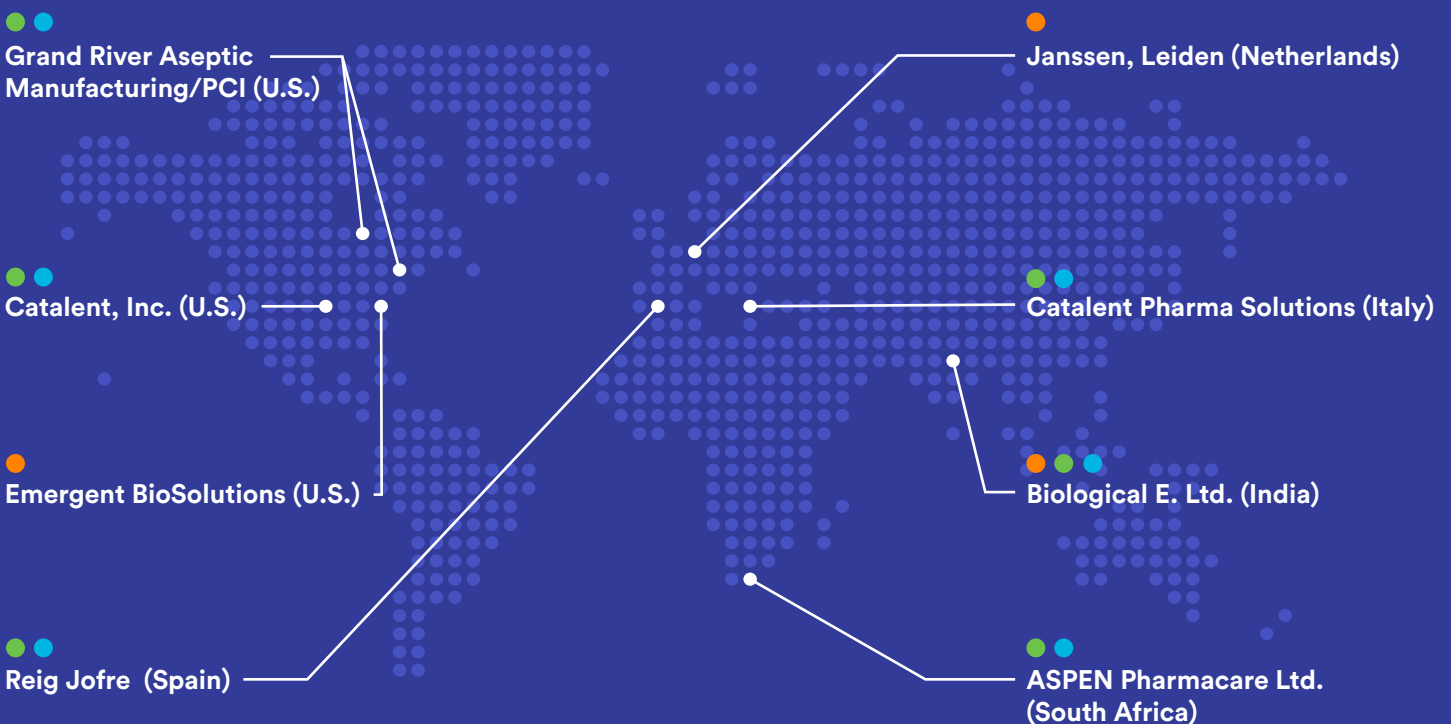 Grand River Aseptic
Manufacturing/PCI (U.S.)
Catalent, Inc. (U.S.)
Emergent BioSolutions (U.S.)
Reig Jofre (Spain)
Janssen, Leiden (Netherlands)
Catalent Pharma Solutions (Italy)
Biological E. Ltd. (India)
ASPEN Pharmacare Ltd.
(South Africa)